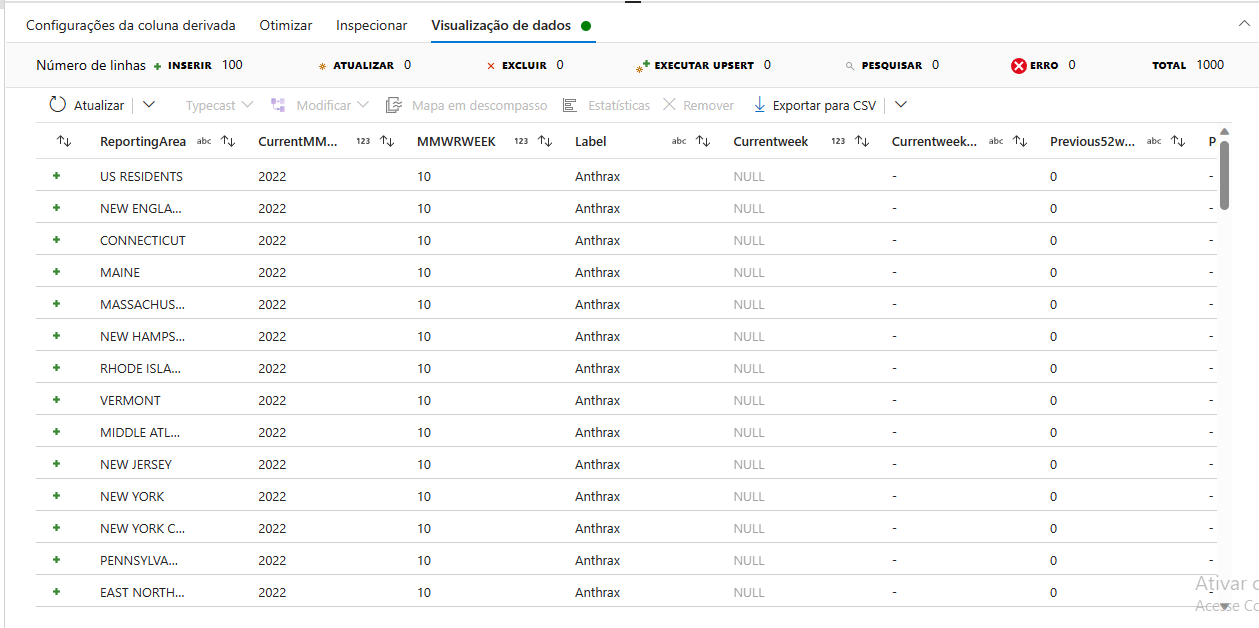 Configurações da coluna derivada Otimizar Inspecionar Visualização de dados
Número de linhas + INSERIR 100 ATUALIZAR 0 × EXCLUIR 0 EXECUTAR UPSERT 0 PESQUISAR 0 ERRO 0 TOTAL 1000
Atualizar Typecast Modificar Mapa em descompasso Estatísticas Remover Exportar para CSV
ReportingArea abc CurrentMM... 123 MMWRWEEK 123 Label abc Currentweek 123 Currentweek... abc Previous52w... abc P
+ US RESIDENTS 2022 10 Anthrax NULL - 0 -
+ NEW ENGLA... 2022 10 Anthrax NULL - 0 -
+ CONNECTICUT 2022 10 Anthrax NULL - 0 -
+ MAINE 2022 10 Anthrax NULL - 0 -
+ MASSACHUS... 2022 10 Anthrax NULL - 0 -
+ NEW HAMPS... 2022 10 Anthrax NULL - 0 -
+ RHODE ISLA... 2022 10 Anthrax NULL - 0 -
+ VERMONT 2022 10 Anthrax NULL - 0 -
+ MIDDLE ATL... 2022 10 Anthrax NULL - 0 -
+ NEW JERSEY 2022 10 Anthrax NULL - 0 -
+ NEW YORK 2022 10 Anthrax NULL - 0 -
+ NEW YORK C... 2022 10 Anthrax NULL - 0 -
+ PENNSYLVA... 2022 10 Anthrax NULL - 0 -
+ EAST NORTH... 2022 10 Anthrax NULL - 0 -
Ativar
Acesse